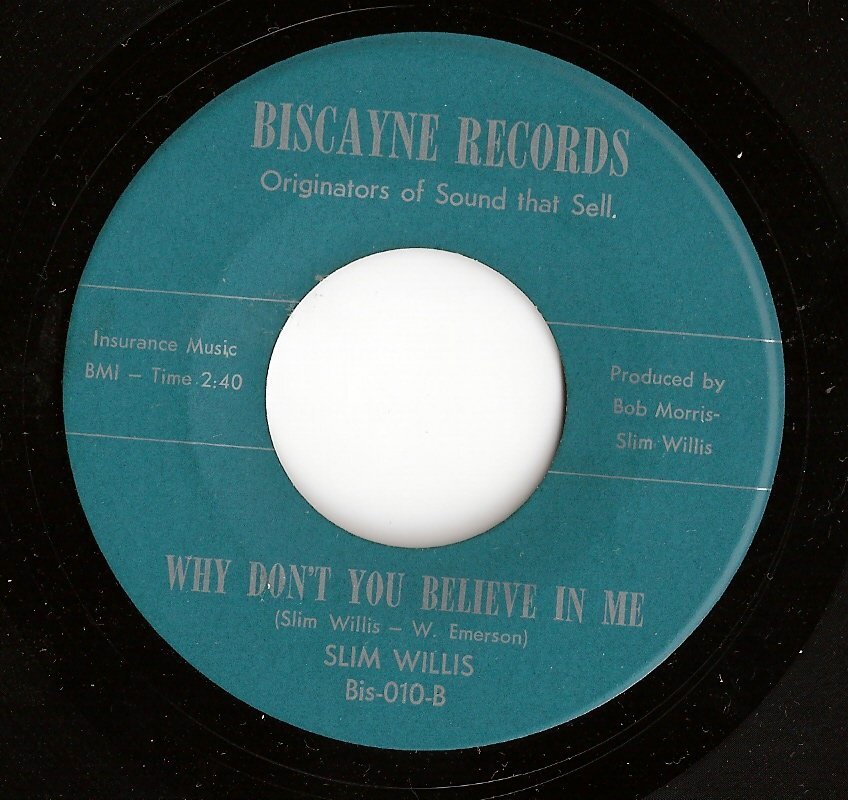 BISCAYNE RECORDS
Originators of Sound that Sell.
Insurance Music
BMI — Time 2:40
Produced by
Bob Morris-
Slim Willis
WHY DON'T YOU BELIEVE IN ME
(Slim Willis — W. Emerson)
SLIM WILLIS
Bis-010-B